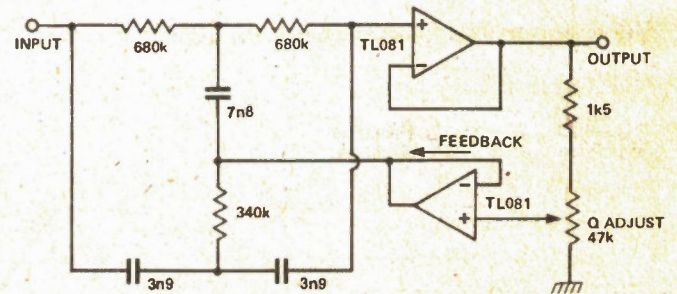 INPUT
680k
680k
TL081
+
−
OUTPUT
7n8
1k5
FEEDBACK
−
TL081
+
340k
Q ADJUST
47k
3n9
3n9